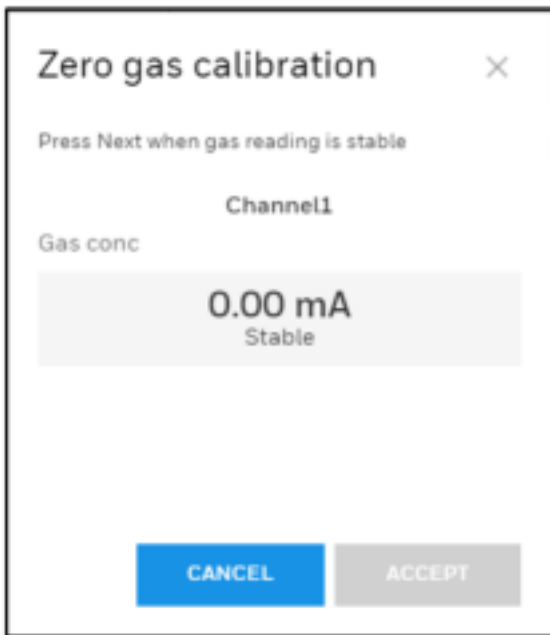 Zero gas calibration
Press Next when gas reading is stable
Channel1
Gas conc
0.00 mA
Stable
CANCEL ACCEPT